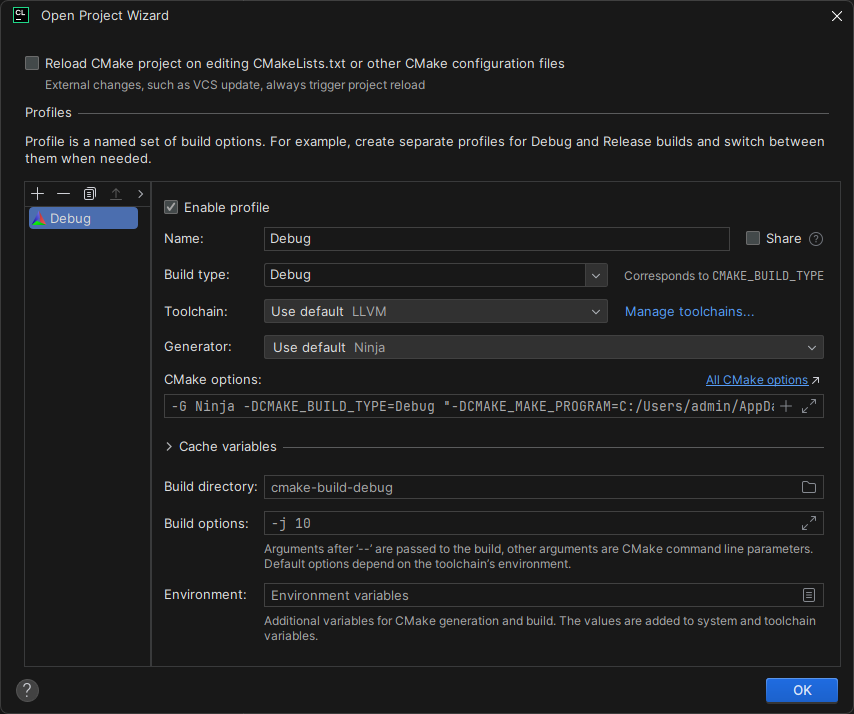 CL
Open Project Wizard
Reload CMake project on editing CMakeLists.txt or other CMake configuration files
External changes, such as VCS update, always trigger project reload
Profiles
Profile is a named set of build options. For example, create separate profiles for Debug and Release builds and switch between
them when needed.
Debug
Enable profile
Name: Debug Share ?
Build type: Debug Corresponds to CMAKE_BUILD_TYPE
Toolchain: Use default LLVM Manage toolchains...
Generator: Use default Ninja
CMake options: All CMake options ↗
-G Ninja -DCMAKE_BUILD_TYPE=Debug "-DCMAKE_MAKE_PROGRAM=C:/Users/admin/AppDa
Cache variables
Build directory: cmake-build-debug
Build options: -j 10
Arguments after '--' are passed to the build, other arguments are CMake command line parameters.
Default options depend on the toolchain's environment.
Environment: Environment variables
Additional variables for CMake generation and build. The values are added to system and toolchain
variables.
? OK